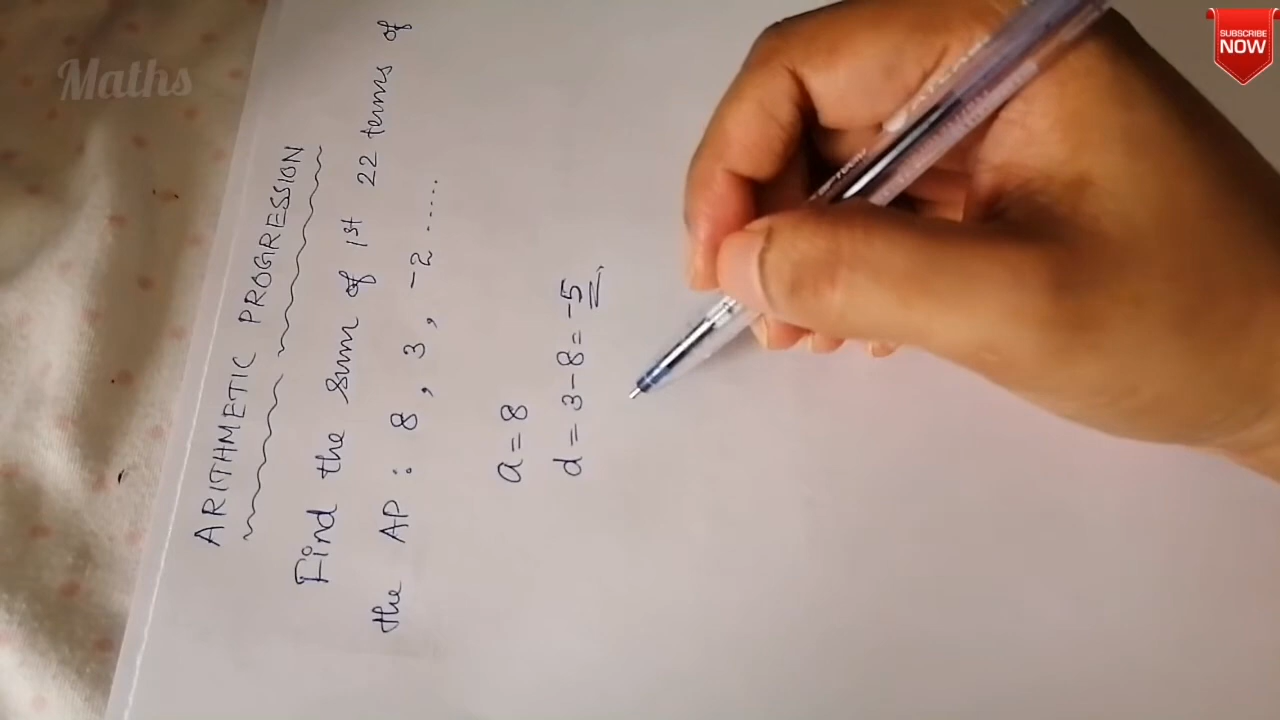 Maths
SUBSCRIBE
NOW
ARITHMETIC PROGRESSION
Find the sum of 1st 22 terms of
the AP : 8 , 3 , -2 ......
a = 8
d = 3 - 8 = -5